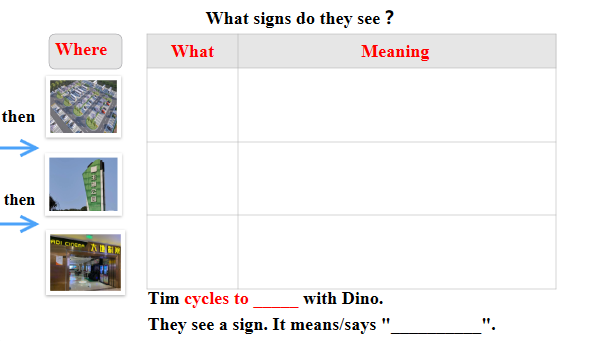 What signs do they see？
Where
What
Meaning
then
then
CINEMA
Tim cycles to _____ with Dino.
They see a sign. It means/says "__________".